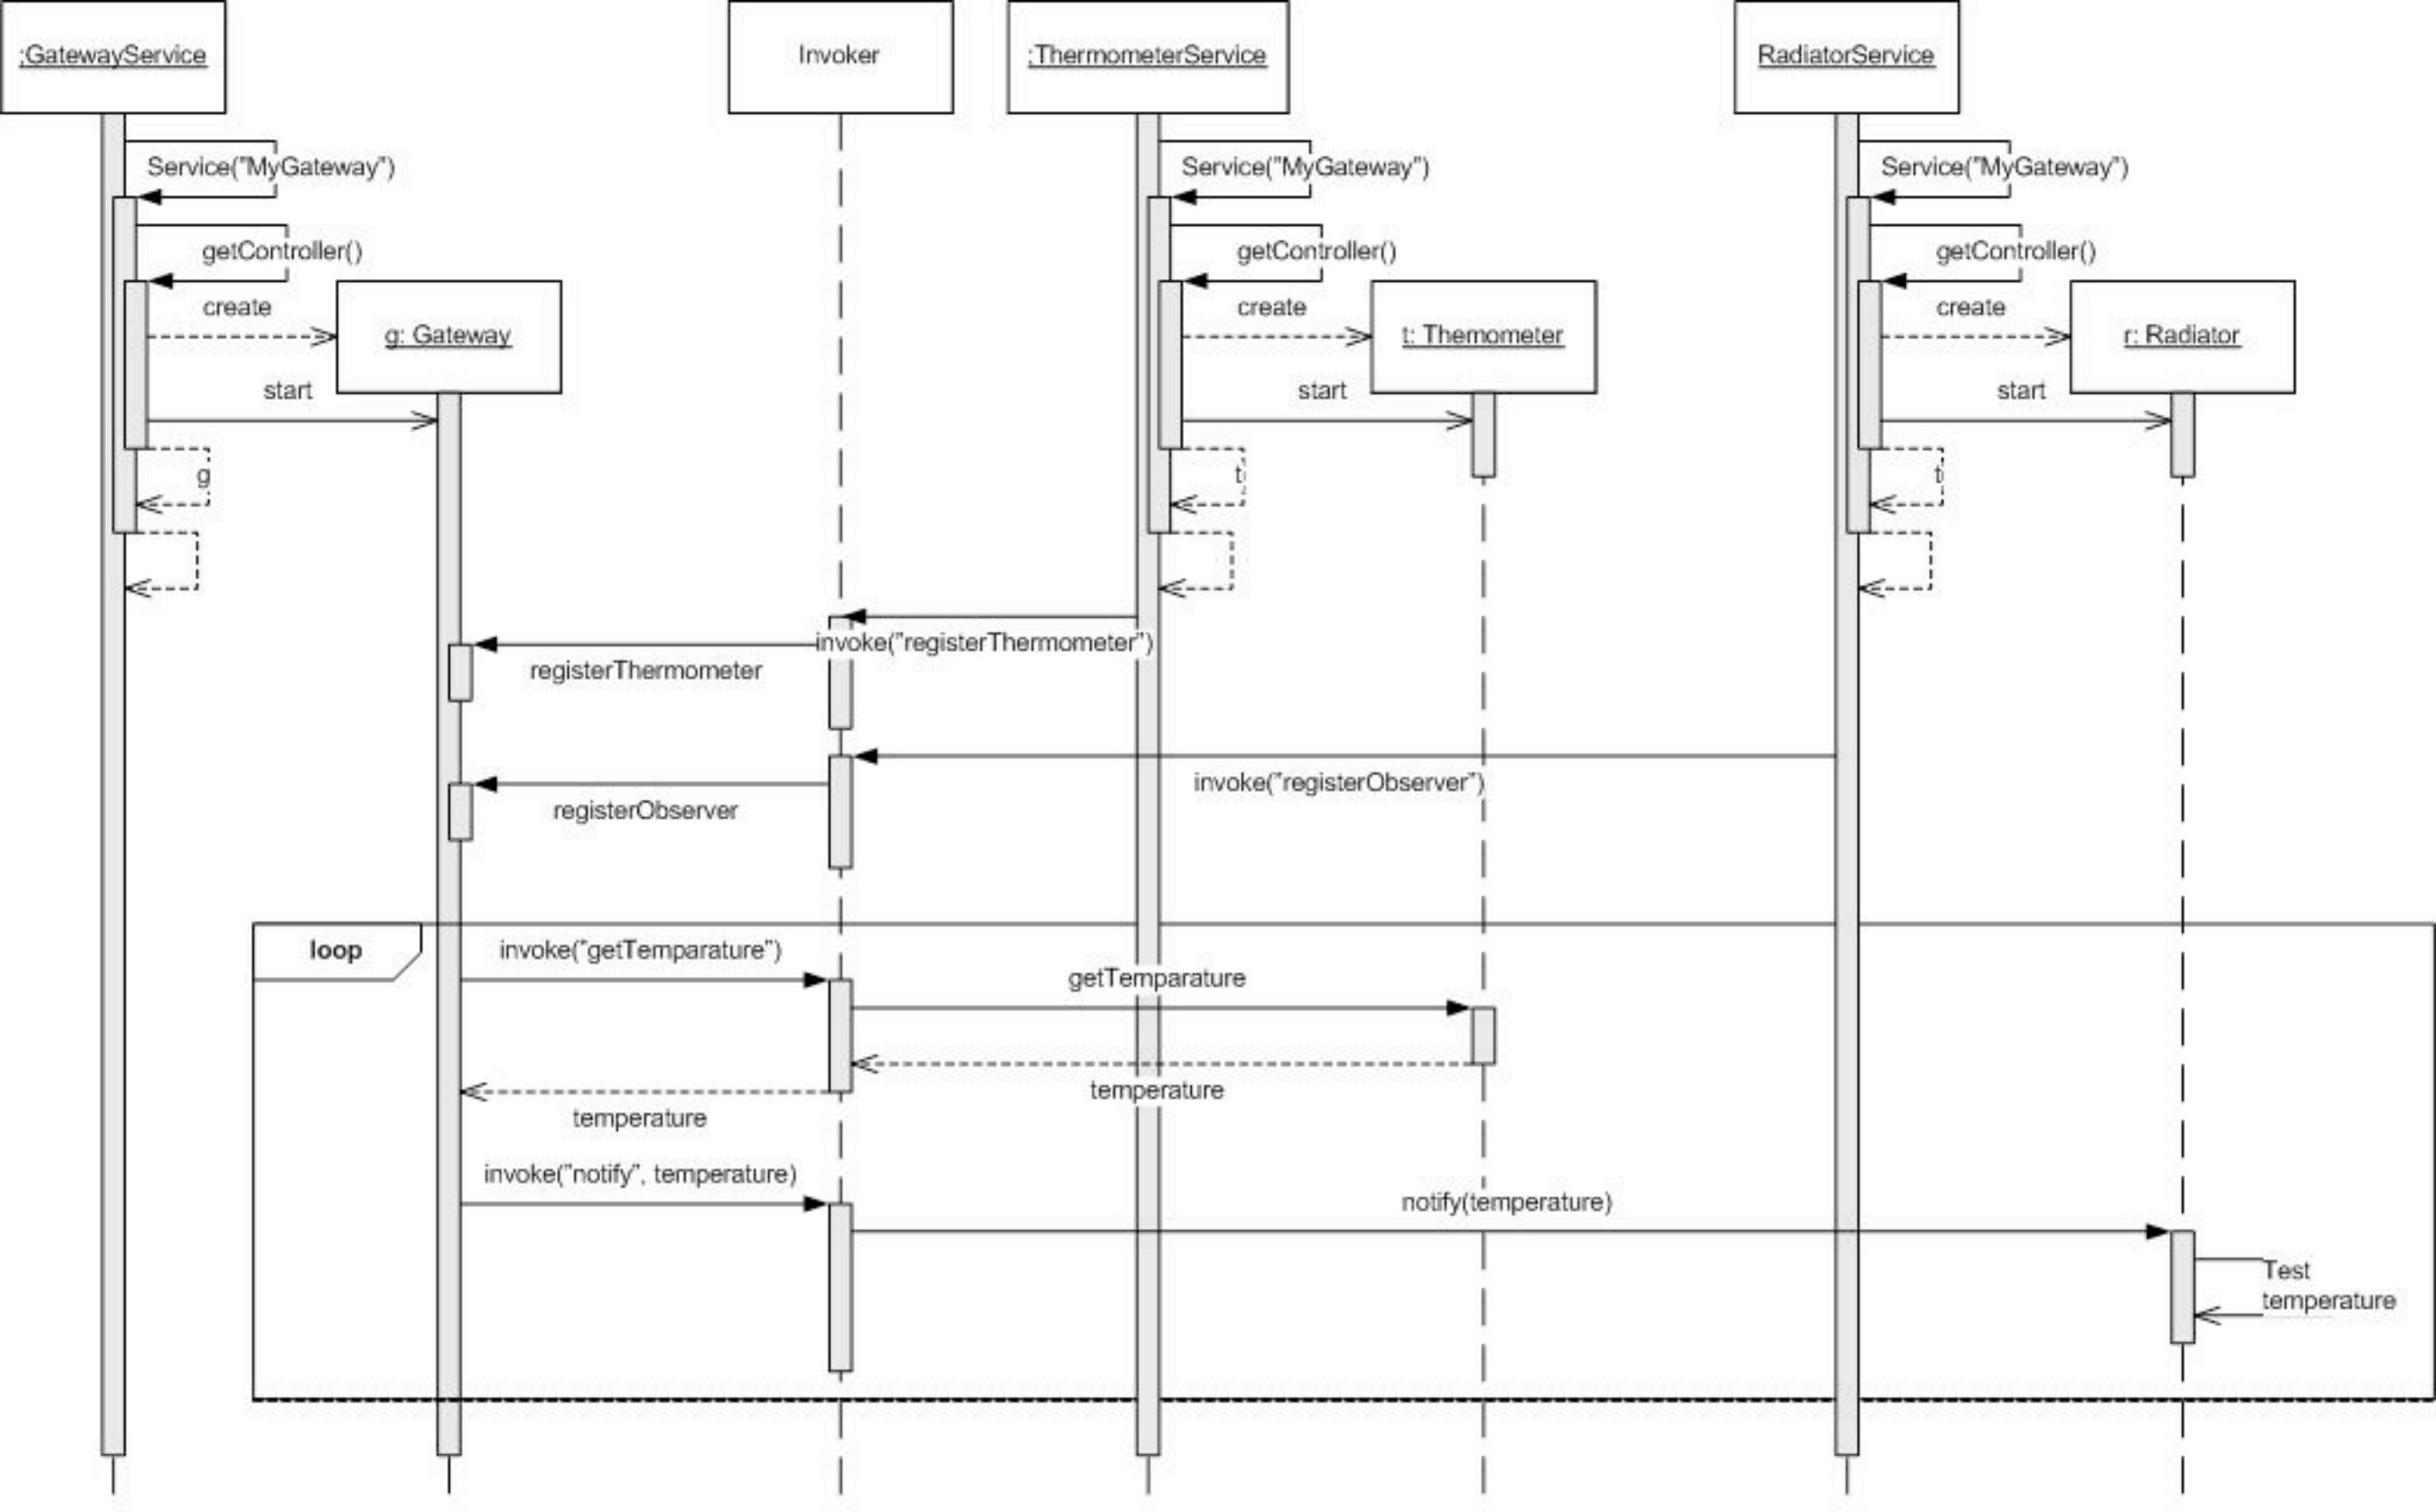 :GatewayService
Invoker
:ThermometerService
RadiatorService
Service("MyGateway")
Service("MyGateway")
Service("MyGateway")
getController()
getController()
getController()
create
create
create
g: Gateway
t: Themometer
r: Radiator
start
start
start
g
t
t
invoke("registerThermometer")
registerThermometer
invoke("registerObserver")
registerObserver
loop
invoke("getTemparature")
getTemparature
temperature
temperature
invoke("notify", temperature)
notify(temperature)
Test
temperature